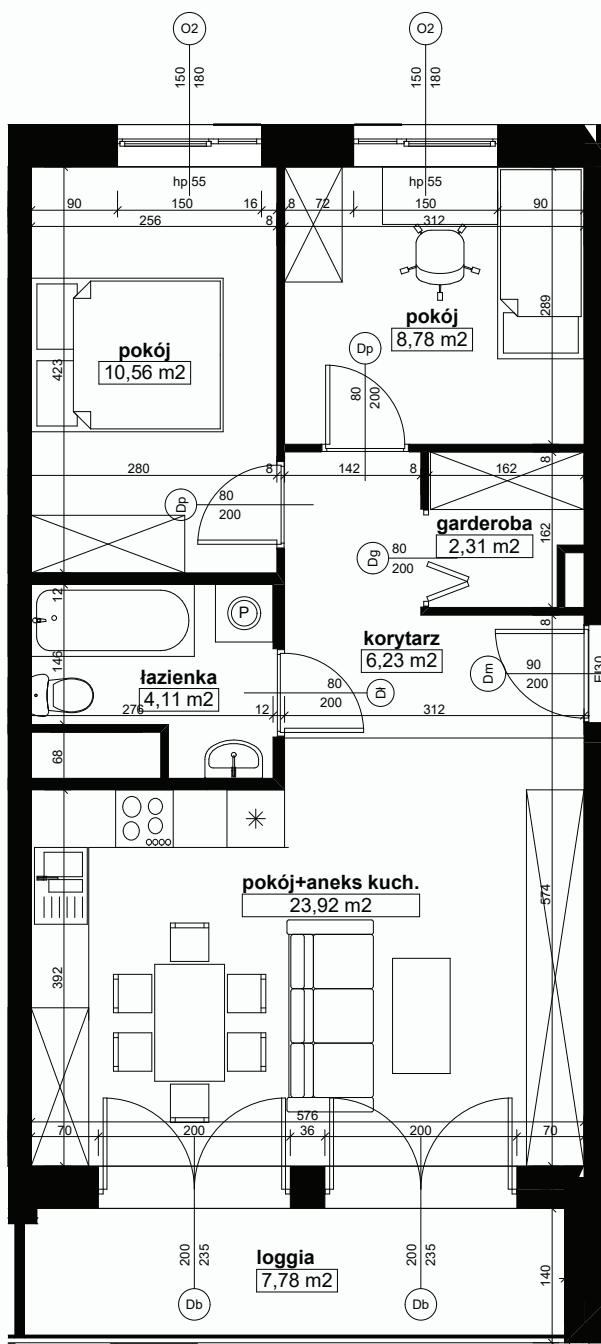 O2
O2
150
180
150
180
hp 55
hp 55
90
150
16
8
72
150
90
256
8
312
289
pokój
8,78 m2
pokój
10,56 m2
423
Dp
80
200
280
8
142
8
162
8
80
200
Dp
garderoba
2,31 m2
162
Dg
80
200
12
P
8
korytarz
6,23 m2
146
łazienka
4,11 m2
80
200
Dł
Dm
90
200
EI30
276
12
312
68
pokój+aneks kuch.
23,92 m2
574
392
576
70
200
36
200
70
200
235
200
235
loggia
7,78 m2
140
Db
Db